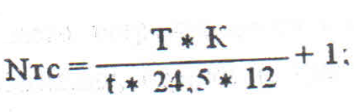 Nтс = T * K / t * 24,5 * 12 + 1;